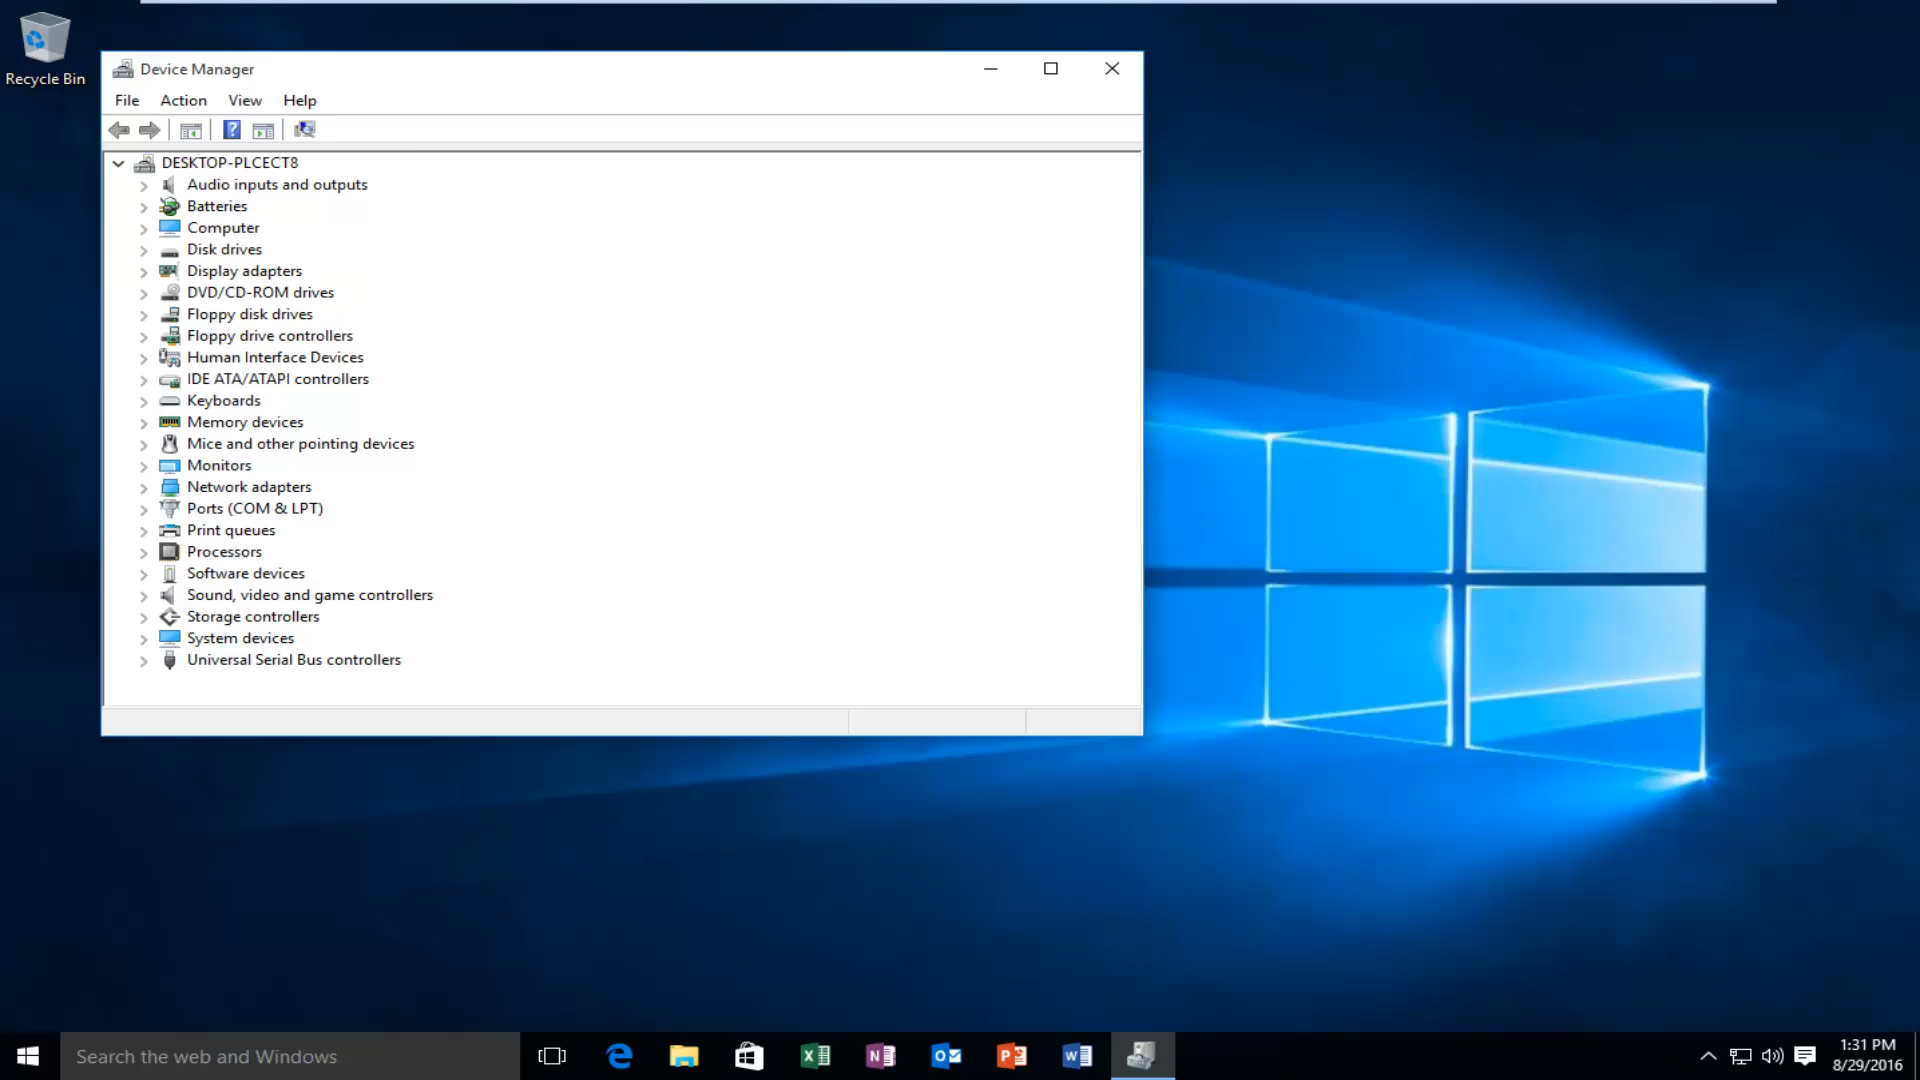 Recycle Bin
Device Manager
File Action View Help
DESKTOP-PLCECT8
Audio inputs and outputs
Batteries
Computer
Disk drives
Display adapters
DVD/CD-ROM drives
Floppy disk drives
Floppy drive controllers
Human Interface Devices
IDE ATA/ATAPI controllers
Keyboards
Memory devices
Mice and other pointing devices
Monitors
Network adapters
Ports (COM & LPT)
Print queues
Processors
Software devices
Sound, video and game controllers
Storage controllers
System devices
Universal Serial Bus controllers
Search the web and Windows
1:31 PM
8/29/2016